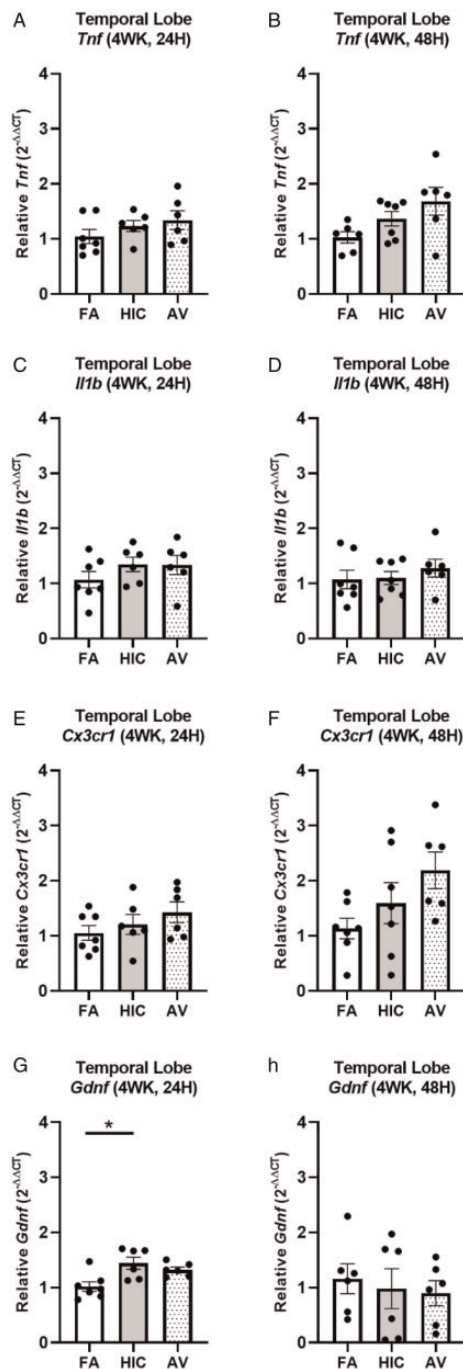 A
Temporal Lobe
Tnf (4WK, 24H)
Relative Tnf (2-ΔΔCT)
4
3
2
1
0
FA HIC AV
B
Temporal Lobe
Tnf (4WK, 48H)
Relative Tnf (2-ΔΔCT)
4
3
2
1
0
FA HIC AV
C
Temporal Lobe
Il1b (4WK, 24H)
Relative Il1b (2-ΔΔCT)
4
3
2
1
0
FA HIC AV
D
Temporal Lobe
Il1b (4WK, 48H)
Relative Il1b (2-ΔΔCT)
4
3
2
1
0
FA HIC AV
E
Temporal Lobe
Cx3cr1 (4WK, 24H)
Relative Cx3cr1 (2-ΔΔCT)
4
3
2
1
0
FA HIC AV
F
Temporal Lobe
Cx3cr1 (4WK, 48H)
Relative Cx3cr1 (2-ΔΔCT)
4
3
2
1
0
FA HIC AV
G
Temporal Lobe
Gdnf (4WK, 24H)
Relative Gdnf (2-ΔΔCT)
4
3
2
1
0
*
FA HIC AV
h
Temporal Lobe
Gdnf (4WK, 48H)
Relative Gdnf (2-ΔΔCT)
4
3
2
1
0
FA HIC AV